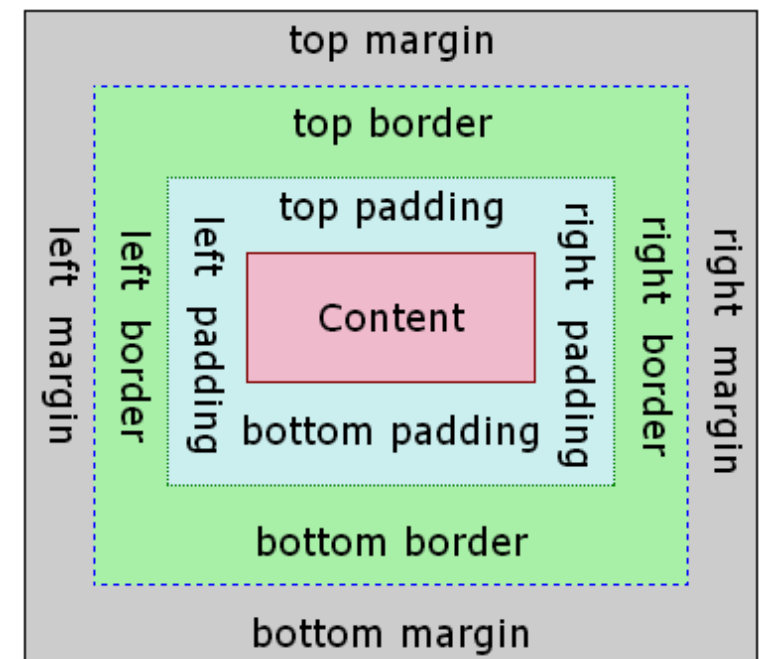 top margin
top border
top padding
left margin
left border
left padding
Content
right padding
right border
right margin
bottom padding
bottom border
bottom margin